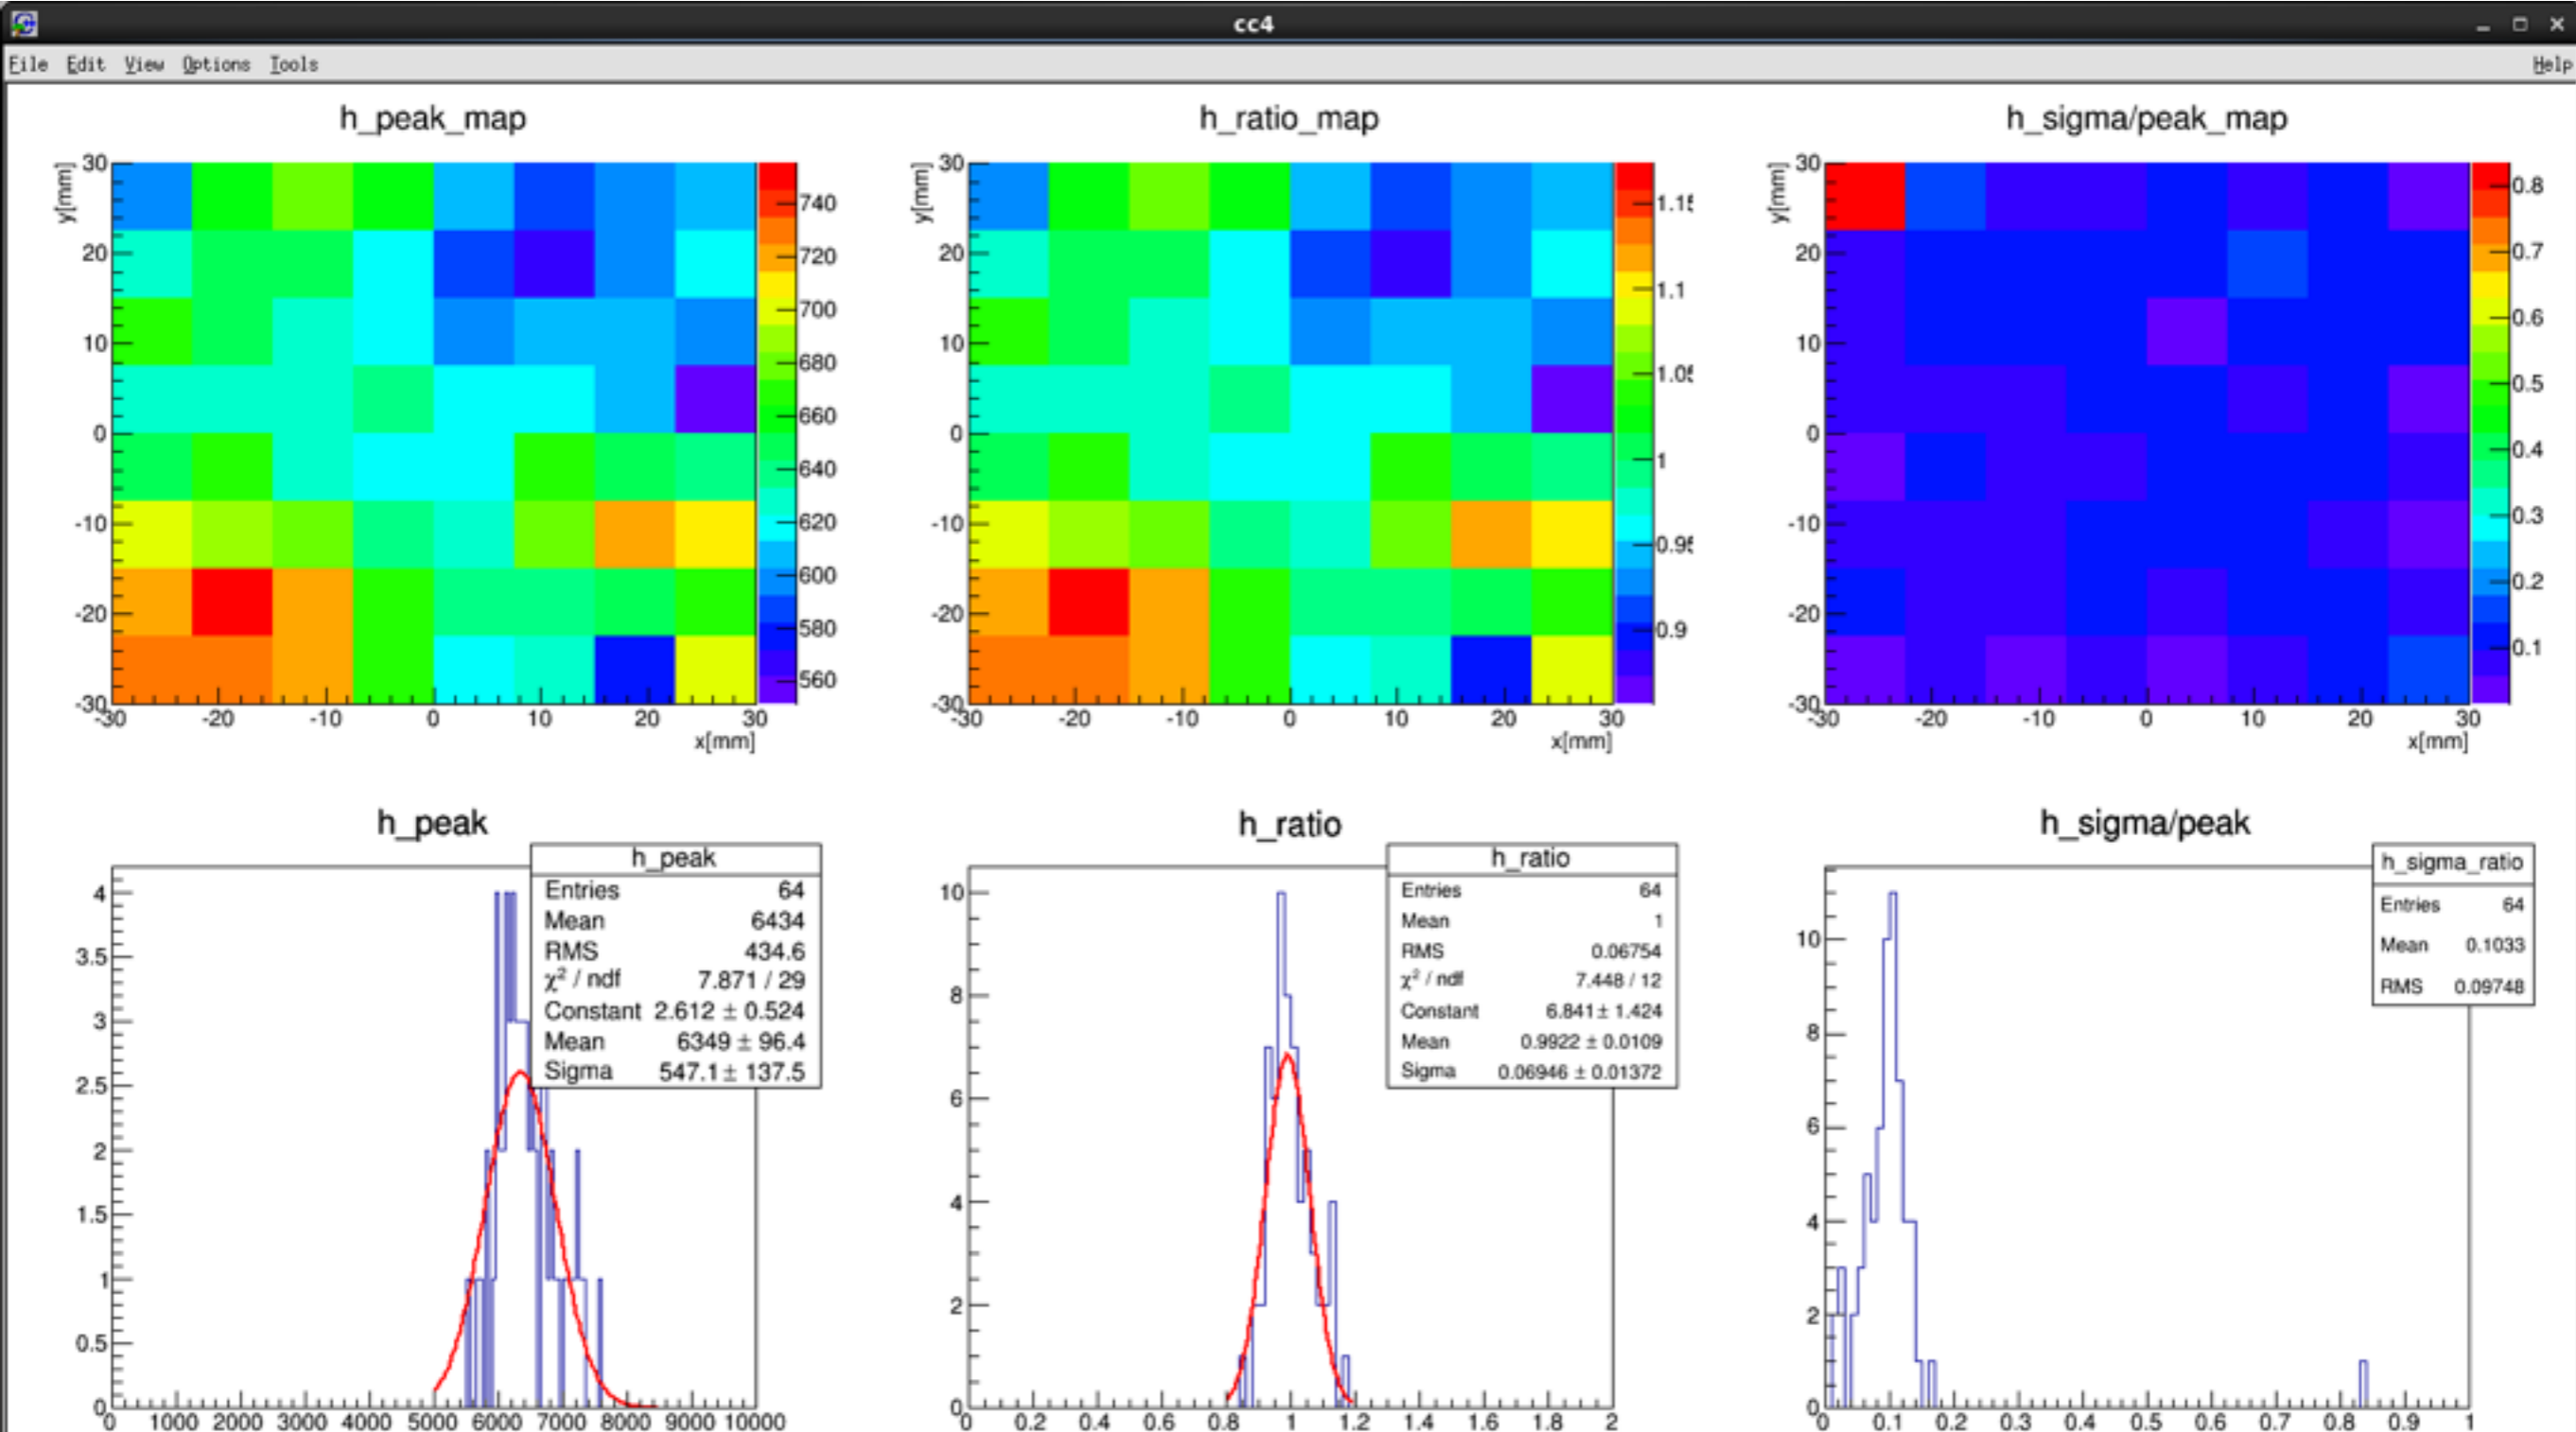 cc4
File Edit View Options Tools Help
h_peak_map
y[mm]
30
20
10
0
-10
-20
-30
-30 -20 -10 0 10 20 30
x[mm]
740
720
700
680
660
640
620
600
580
560
h_ratio_map
y[mm]
30
20
10
0
-10
-20
-30
-30 -20 -10 0 10 20 30
x[mm]
1.15
1.1
1.05
1
0.95
0.9
h_sigma/peak_map
y[mm]
30
20
10
0
-10
-20
-30
-30 -20 -10 0 10 20 30
x[mm]
0.8
0.7
0.6
0.5
0.4
0.3
0.2
0.1
h_peak
h_peak
Entries 64
Mean 6434
RMS 434.6
χ² / ndf 7.871 / 29
Constant 2.612 ± 0.524
Mean 6349 ± 96.4
Sigma 547.1 ± 137.5
4
3.5
3
2.5
2
1.5
1
0.5
0
0 1000 2000 3000 4000 5000 6000 7000 8000 9000 10000
h_ratio
h_ratio
Entries 64
Mean 1
RMS 0.06754
χ² / ndf 7.448 / 12
Constant 6.841 ± 1.424
Mean 0.9922 ± 0.0109
Sigma 0.06946 ± 0.01372
10
8
6
4
2
0
0 0.2 0.4 0.6 0.8 1 1.2 1.4 1.6 1.8 2
h_sigma/peak
h_sigma_ratio
Entries 64
Mean 0.1033
RMS 0.09748
10
8
6
4
2
0
0 0.1 0.2 0.3 0.4 0.5 0.6 0.7 0.8 0.9 1